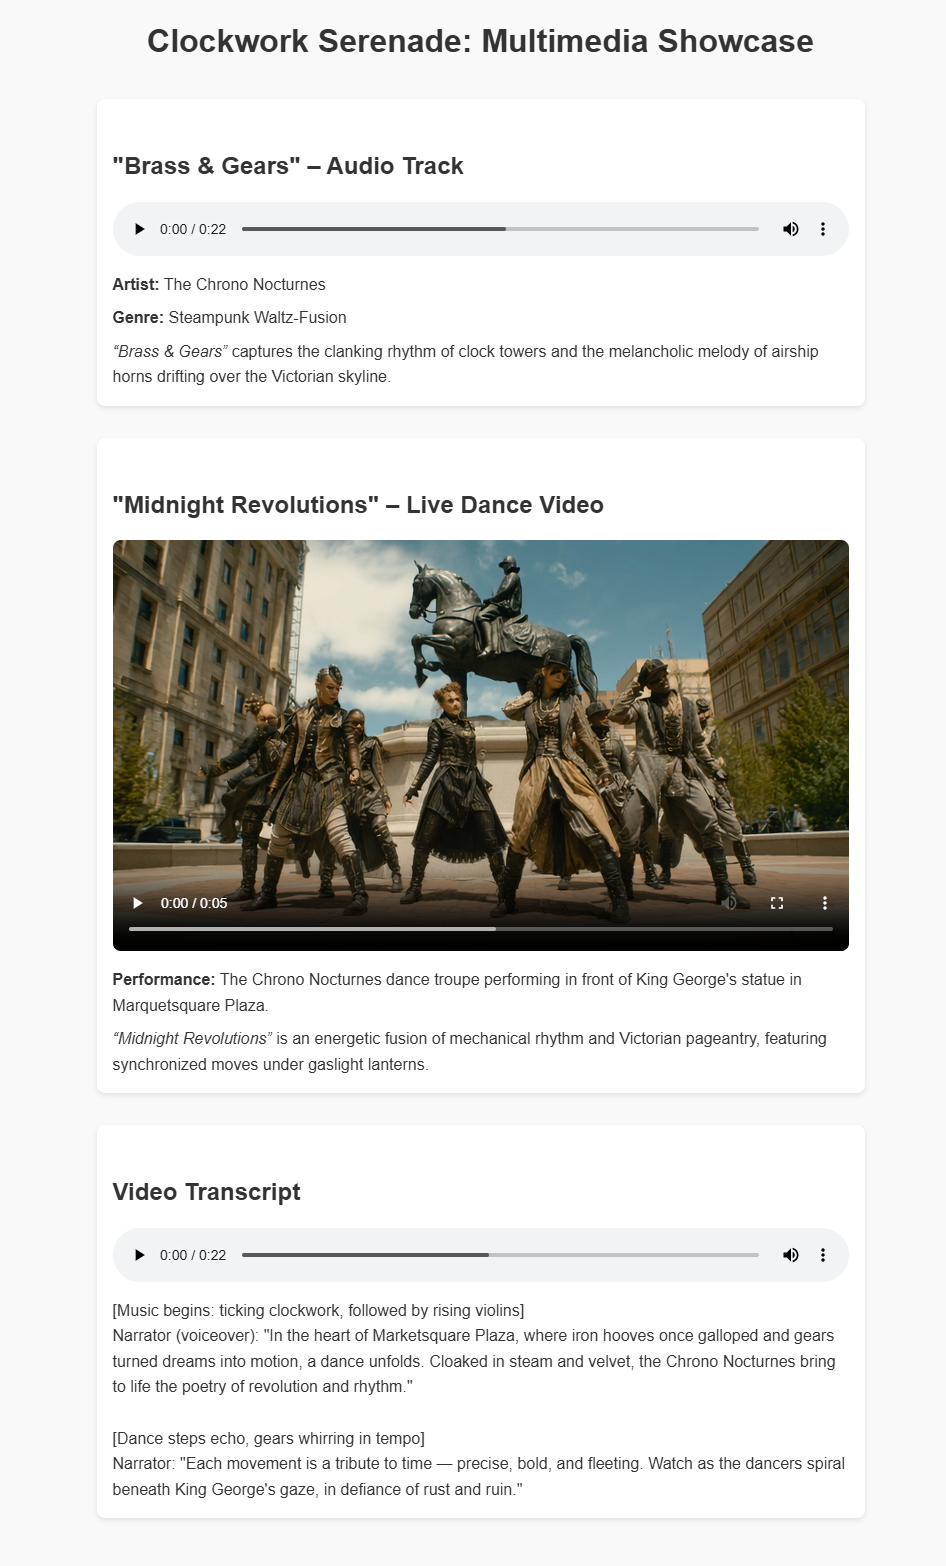 Clockwork Serenade: Multimedia Showcase
"Brass & Gears" – Audio Track
0:00 / 0:22
Artist: The Chrono Nocturnes
Genre: Steampunk Waltz-Fusion
“Brass & Gears” captures the clanking rhythm of clock towers and the melancholic melody of airship
horns drifting over the Victorian skyline.
"Midnight Revolutions" – Live Dance Video
0:00 / 0:05
Performance: The Chrono Nocturnes dance troupe performing in front of King George's statue in
Marquetsquare Plaza.
“Midnight Revolutions” is an energetic fusion of mechanical rhythm and Victorian pageantry, featuring
synchronized moves under gaslight lanterns.
Video Transcript
0:00 / 0:22
[Music begins: ticking clockwork, followed by rising violins]
Narrator (voiceover): "In the heart of Marketsquare Plaza, where iron hooves once galloped and gears
turned dreams into motion, a dance unfolds. Cloaked in steam and velvet, the Chrono Nocturnes bring
to life the poetry of revolution and rhythm."
[Dance steps echo, gears whirring in tempo]
Narrator: "Each movement is a tribute to time — precise, bold, and fleeting. Watch as the dancers spiral
beneath King George's gaze, in defiance of rust and ruin."